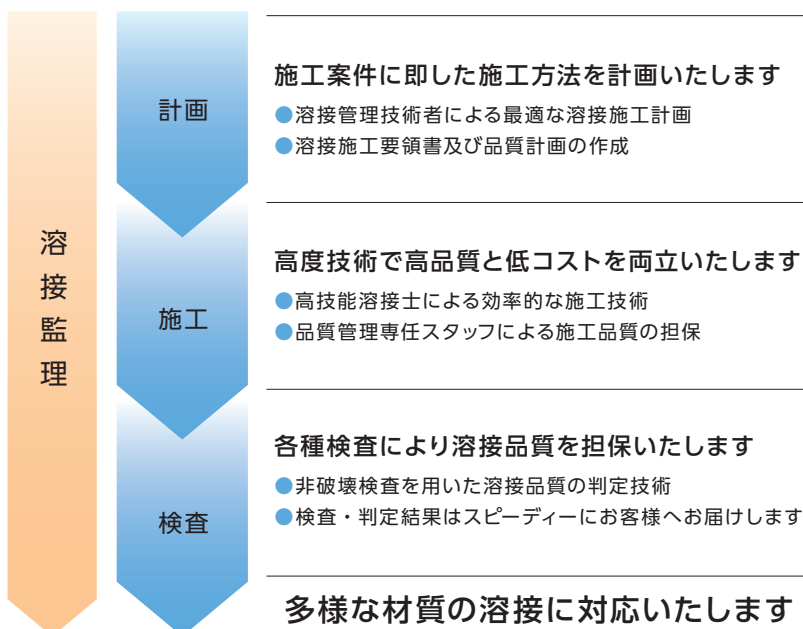 溶接監理
計画
施工案件に即した施工方法を計画いたします
●溶接管理技術者による最適な溶接施工計画
●溶接施工要領書及び品質計画の作成
施工
高度技術で高品質と低コストを両立いたします
●高技能溶接士による効率的な施工技術
●品質管理専任スタッフによる施工品質の担保
検査
各種検査により溶接品質を担保いたします
●非破壊検査を用いた溶接品質の判定技術
●検査・判定結果はスピーディーにお客様へお届けします
多様な材質の溶接に対応いたします